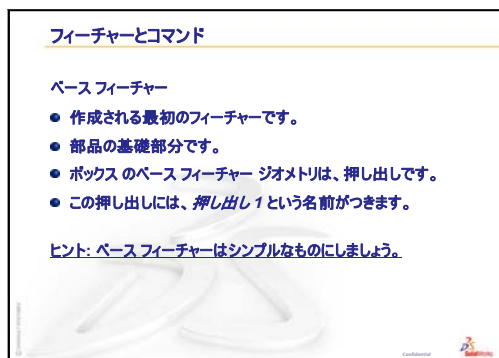 フィーチャーとコマンド
ベース フィーチャー
作成される最初のフィーチャーです。
部品の基礎部分です。
ボックス のベース フィーチャー ジオメトリは、押し出しです。
この押し出しには、押し出し 1 という名前がつきます。
ヒント: ベース フィーチャーはシンプルなものにしましょう。
Confidential
SolidWorks